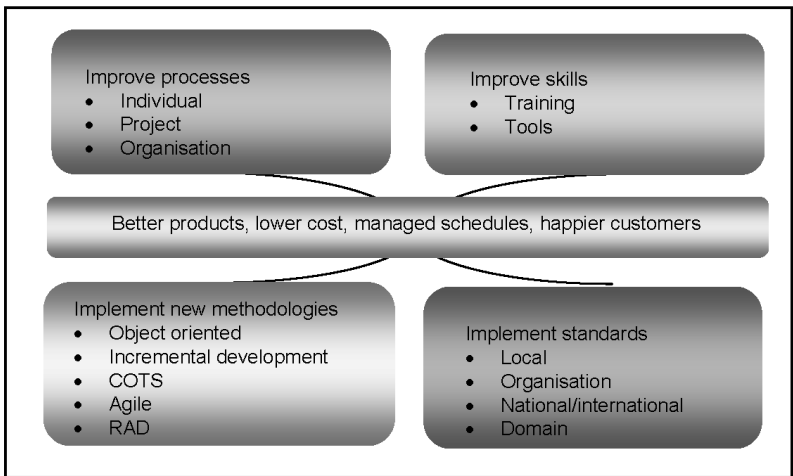 Improve processes
• Individual
• Project
• Organisation
Improve skills
• Training
• Tools
Better products, lower cost, managed schedules, happier customers
Implement new methodologies
• Object oriented
• Incremental development
• COTS
• Agile
• RAD
Implement standards
• Local
• Organisation
• National/international
• Domain